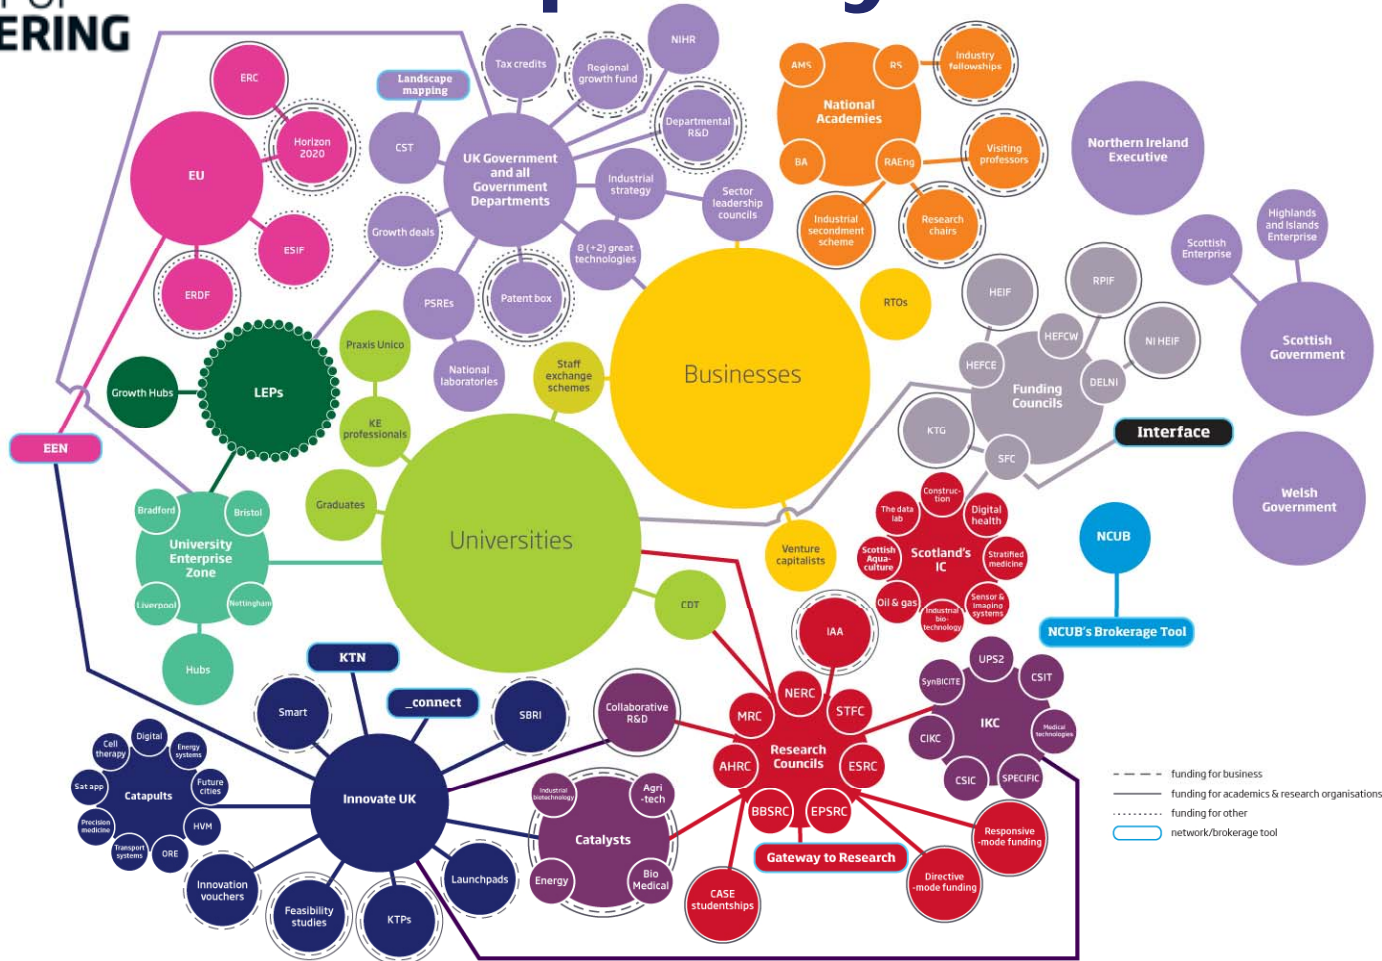 ERING
ERC
Horizon
2020
EU
ESIF
ERDF
Landscape
mapping
CST
Tax credits
Regional
growth fund
NIHR
Departmental
R&D
UK Government
and all
Government
Departments
Industrial
strategy
Sector
leadership
councils
8 (+2) great
technologies
Growth deals
PSREs
Patent box
National
laboratories
AMS
RS
Industry
fellowships
National
Academies
BA
RAEng
Visiting
professors
Industrial
secondment
scheme
Research
chairs
Northern Ireland
Executive
Scottish
Enterprise
Highlands
and Islands
Enterprise
Scottish
Government
Welsh
Government
RTOs
HEIF
RPIF
NI HEIF
HEFCE
HEFCW
DELNI
Funding
Councils
KTG
SFC
Interface
Growth Hubs
LEPs
Praxis Unico
KE
professionals
Graduates
Staff
exchange
schemes
Businesses
Universities
Venture
capitalists
CDT
EEN
Bradford
Bristol
University
Enterprise
Zone
Liverpool
Nottingham
Hubs
Construc-
tion
The data
lab
Digital
health
Scottish
Aqua-
culture
Scotland's
IC
Stratified
medicine
Oil & gas
Industrial
bio-
technology
Sensor &
Imaging
systems
NCUB
NCUB's Brokerage Tool
KTN
_connect
Smart
SBRI
Collaborative
R&D
Innovate UK
Cell
therapy
Digital
Energy
systems
Sat app
Catapults
Future
cities
Precision
medicine
HVM
Transport
systems
ORE
Innovation
vouchers
Feasibility
studies
KTPs
Launchpads
Industrial
biotechnology
Agri
-tech
Catalysts
Energy
Bio
Medical
IAA
NERC
MRC
STFC
Research
Councils
AHRC
ESRC
BBSRC
EPSRC
Gateway to Research
CASE
studentships
Directive
-mode funding
Responsive
-mode funding
UPS2
SynBICITE
CSIT
IKC
CIKC
Medical
technologies
CSIC
SPECIFIC
funding for business
funding for academics & research organisations
funding for other
network/brokerage tool